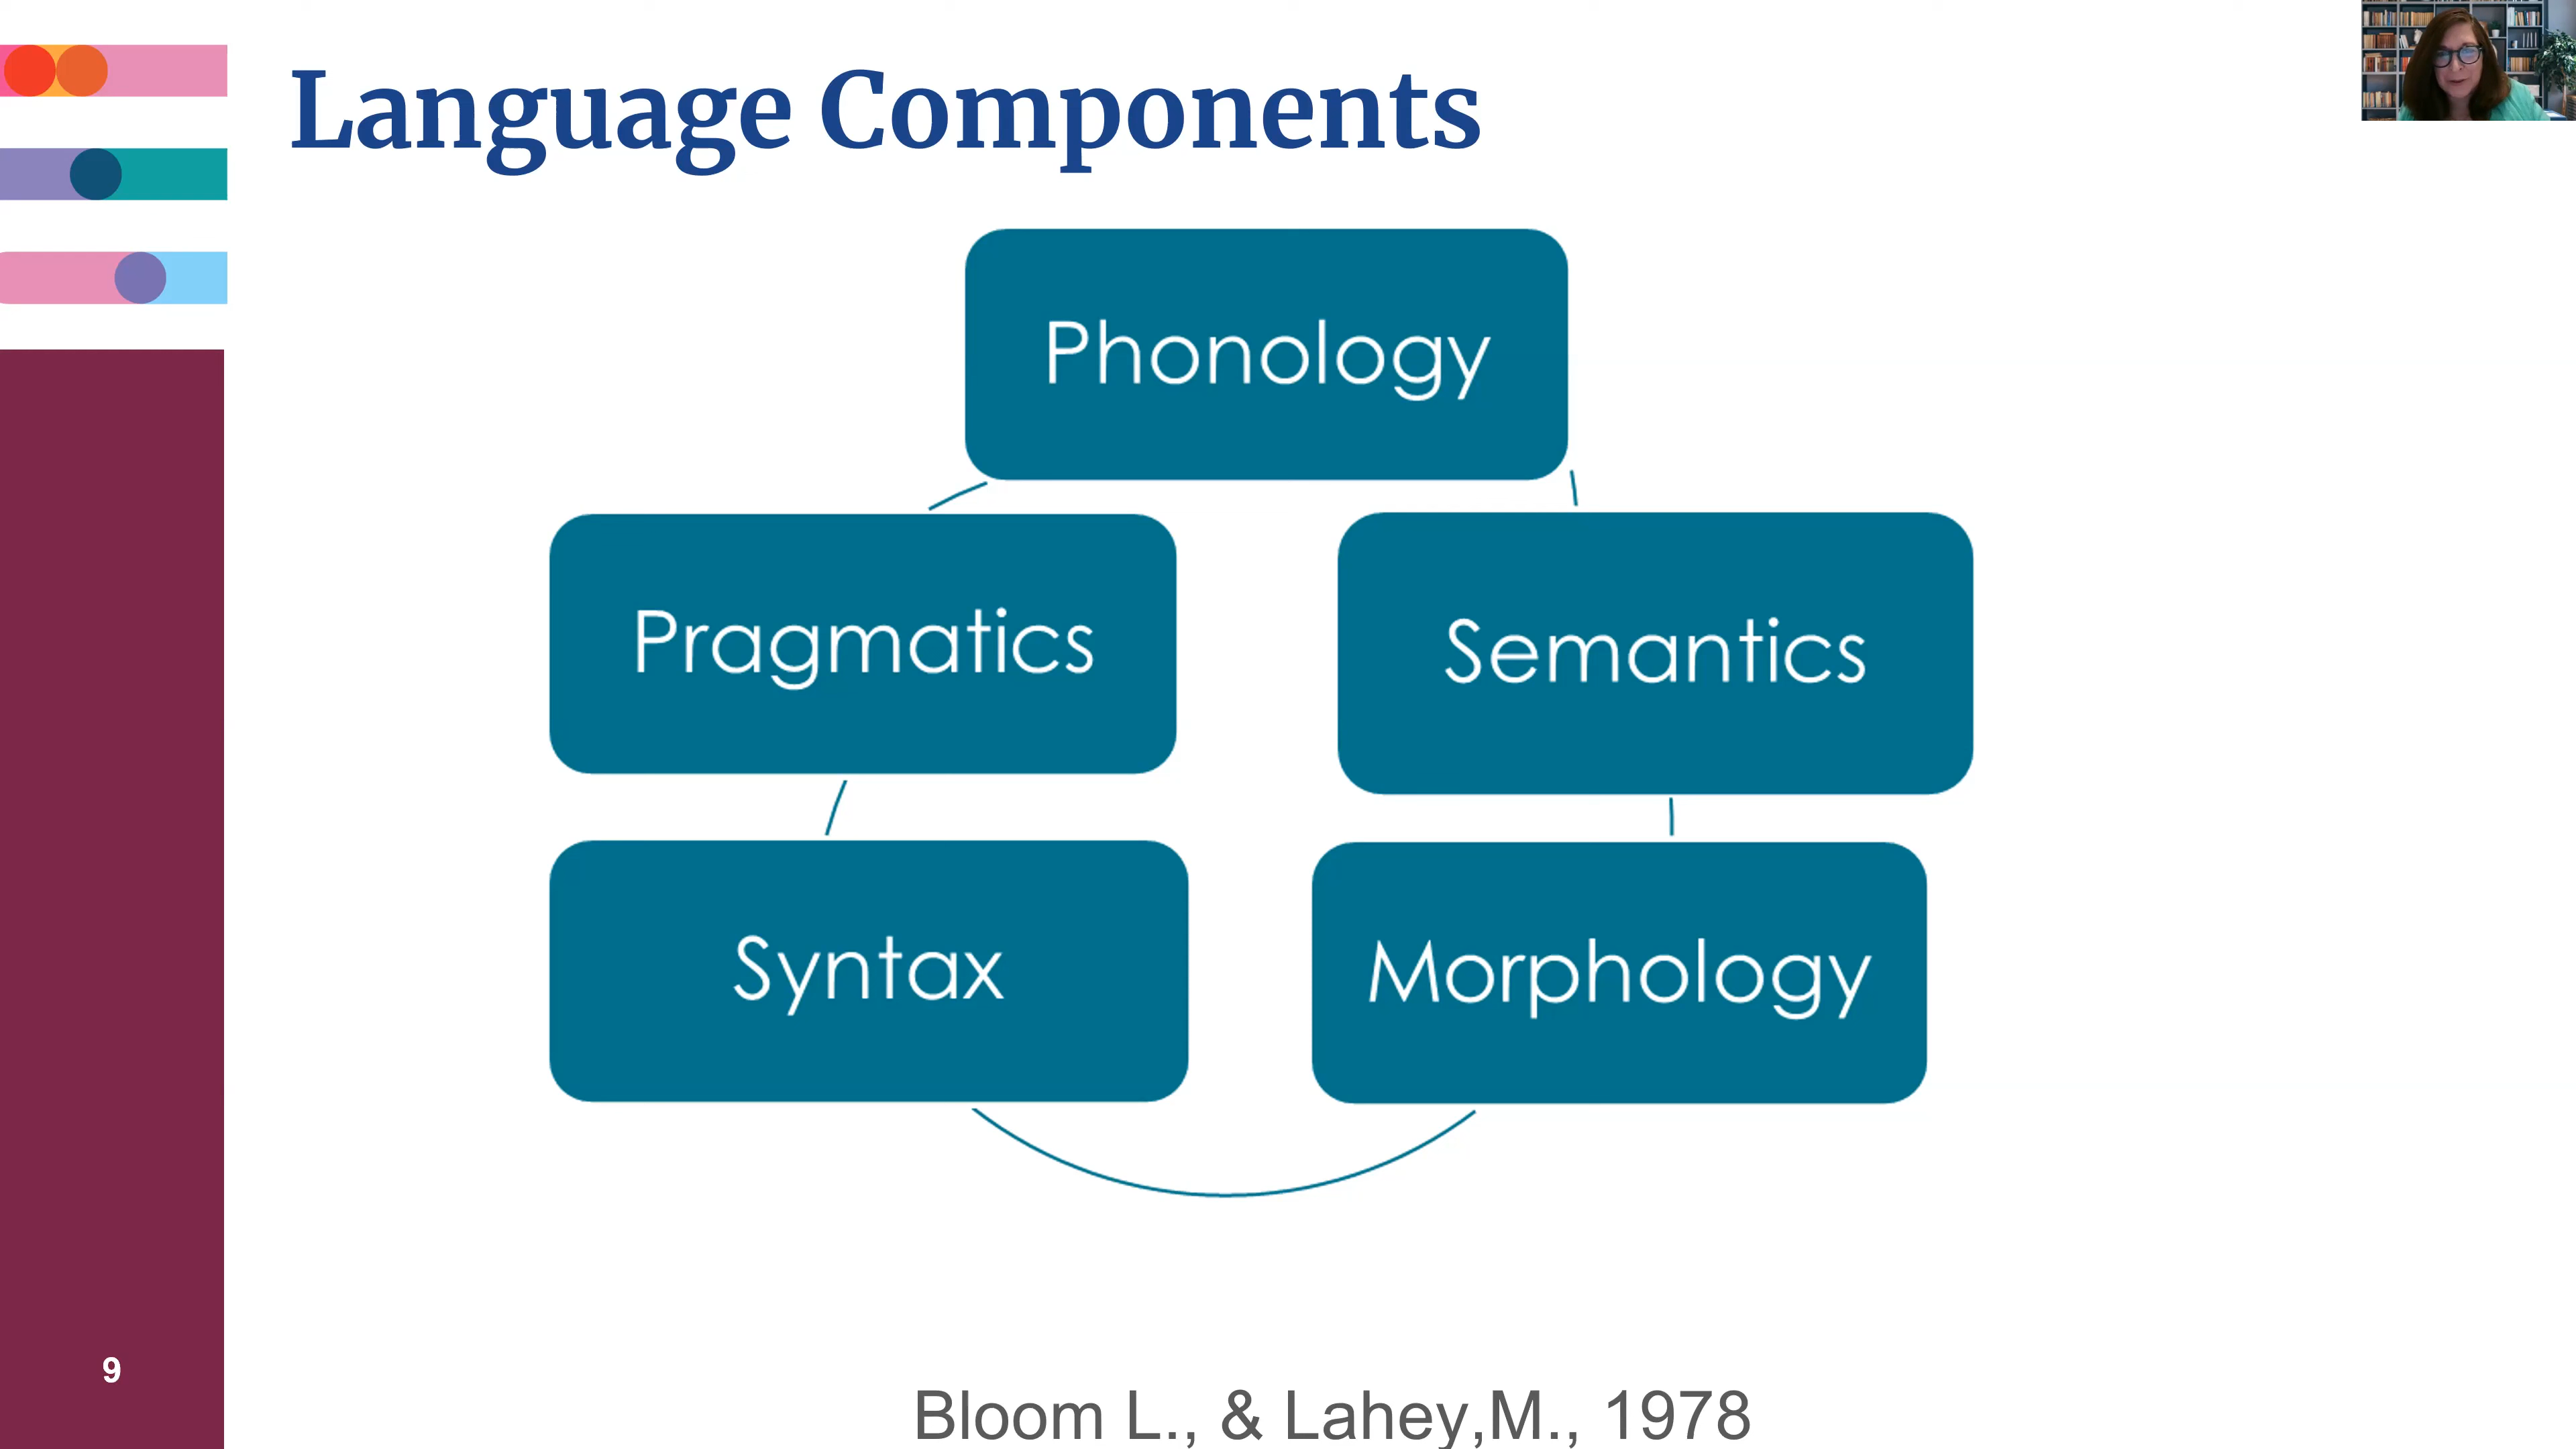 Language Components
Phonology
Pragmatics
Semantics
Syntax
Morphology
9
Bloom L., & Lahey,M., 1978